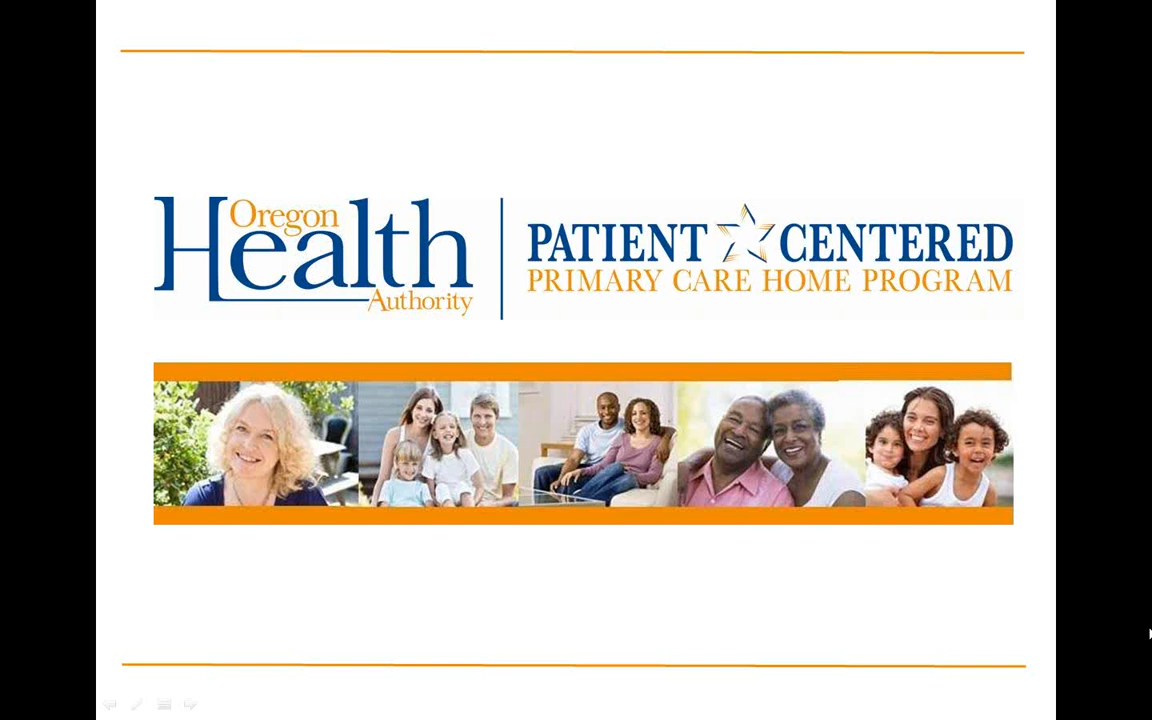 Oregon
Health
Authority
PATIENT CENTERED
PRIMARY CARE HOME PROGRAM